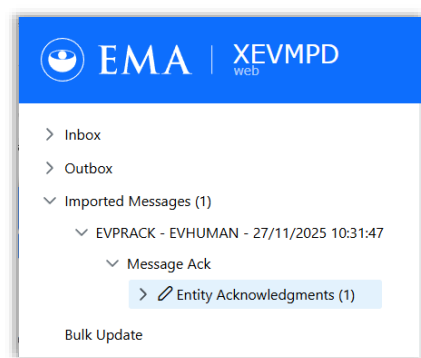 EMA | XEVMPD
web
Inbox
Outbox
Imported Messages (1)
EVPRACK - EVHUMAN - 27/11/2025 10:31:47
Message Ack
Entity Acknowledgments (1)
Bulk Update